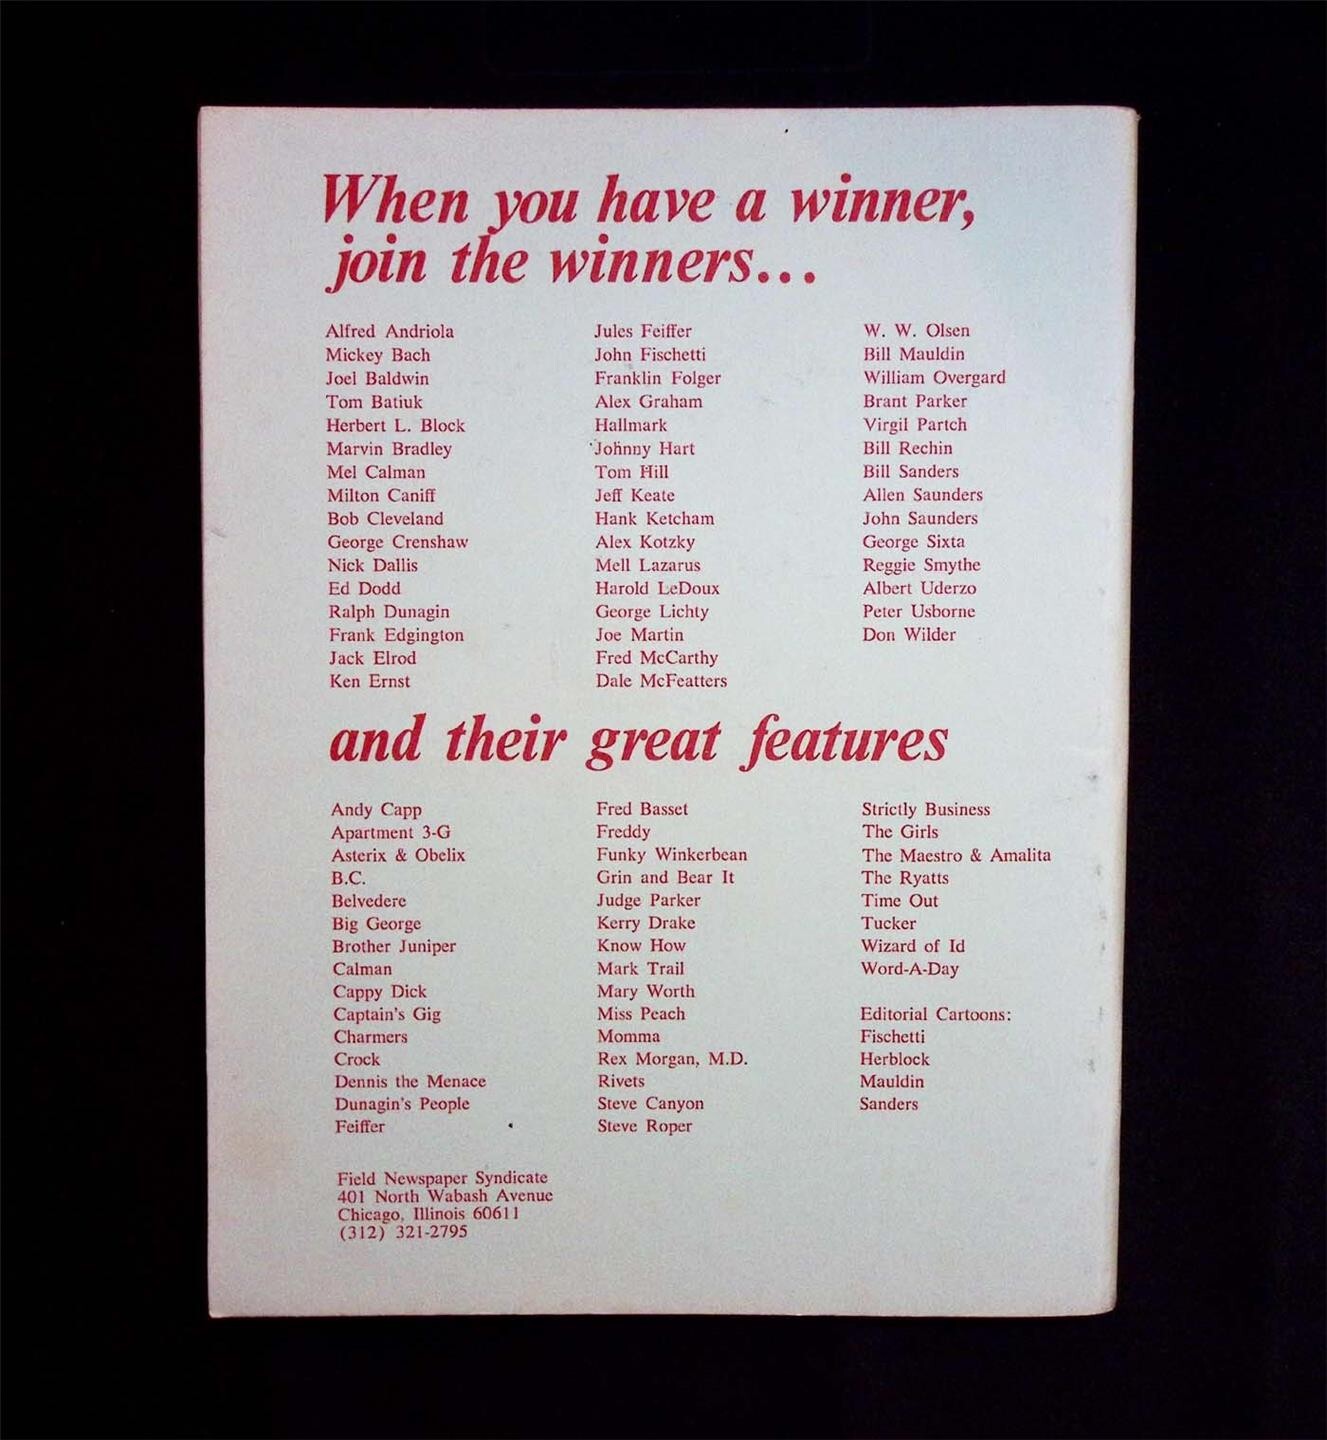 When you have a winner,
join the winners...
Alfred Andriola
Mickey Bach
Joel Baldwin
Tom Batiuk
Herbert L. Block
Marvin Bradley
Mel Calman
Milton Caniff
Bob Cleveland
George Crenshaw
Nick Dallis
Ed Dodd
Ralph Dunagin
Frank Edgington
Jack Elrod
Ken Ernst
Jules Feiffer
John Fischetti
Franklin Folger
Alex Graham
Hallmark
Johnny Hart
Tom Hill
Jeff Keate
Hank Ketcham
Alex Kotzky
Mell Lazarus
Harold LeDoux
George Lichty
Joe Martin
Fred McCarthy
Dale McFeatters
W. W. Olsen
Bill Mauldin
William Overgard
Brant Parker
Virgil Partch
Bill Rechin
Bill Sanders
Allen Saunders
John Saunders
George Sixta
Reggie Smythe
Albert Uderzo
Peter Usborne
Don Wilder
and their great features
Andy Capp
Apartment 3-G
Asterix & Obelix
B.C.
Belvedere
Big George
Brother Juniper
Calman
Cappy Dick
Captain's Gig
Charmers
Crock
Dennis the Menace
Dunagin's People
Feiffer
Fred Basset
Freddy
Funky Winkerbean
Grin and Bear It
Judge Parker
Kerry Drake
Know How
Mark Trail
Mary Worth
Miss Peach
Momma
Rex Morgan, M.D.
Rivets
Steve Canyon
Steve Roper
Strictly Business
The Girls
The Maestro & Amalita
The Ryatts
Time Out
Tucker
Wizard of Id
Word-A-Day
Editorial Cartoons:
Fischetti
Herblock
Mauldin
Sanders
Field Newspaper Syndicate
401 North Wabash Avenue
Chicago, Illinois 60611
(312) 321-2795